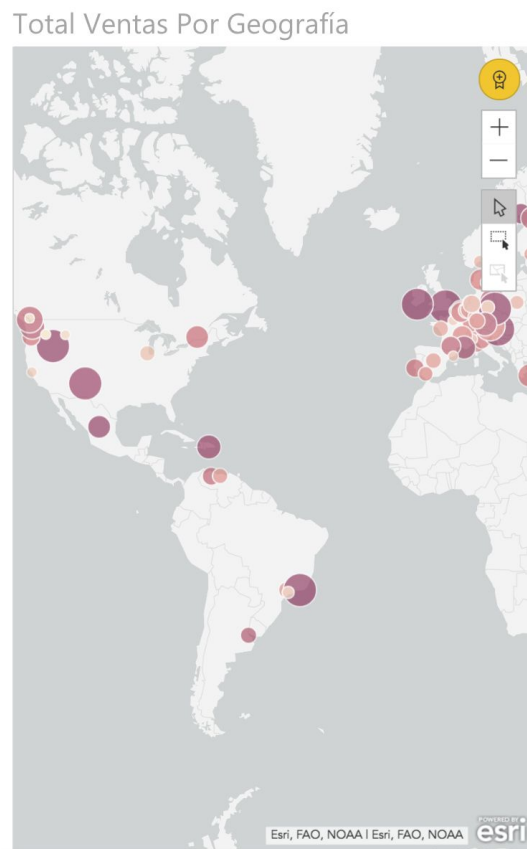 Total Ventas Por Geografía
Esri, FAO, NOAA | Esri, FAO, NOAA
POWERED BY
esri